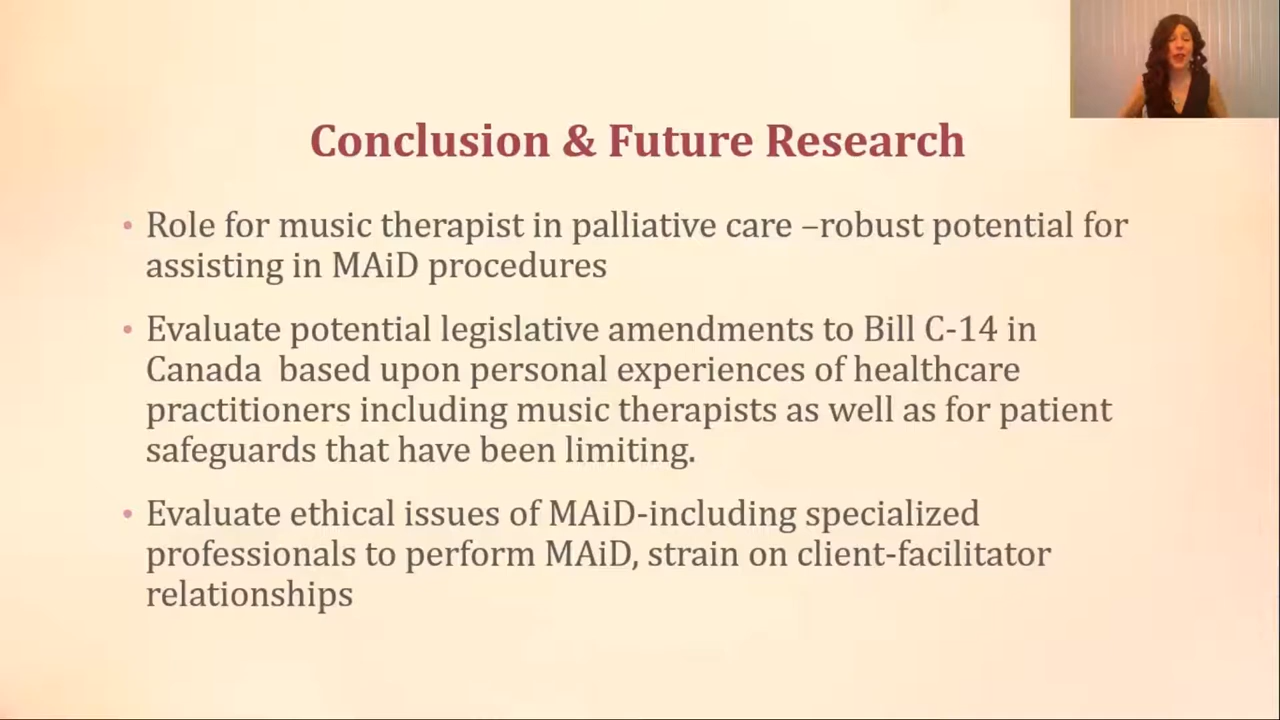 Conclusion & Future Research
• Role for music therapist in palliative care –robust potential for
assisting in MAiD procedures
• Evaluate potential legislative amendments to Bill C-14 in
Canada  based upon personal experiences of healthcare
practitioners including music therapists as well as for patient
safeguards that have been limiting.
• Evaluate ethical issues of MAiD-including specialized
professionals to perform MAiD, strain on client-facilitator
relationships